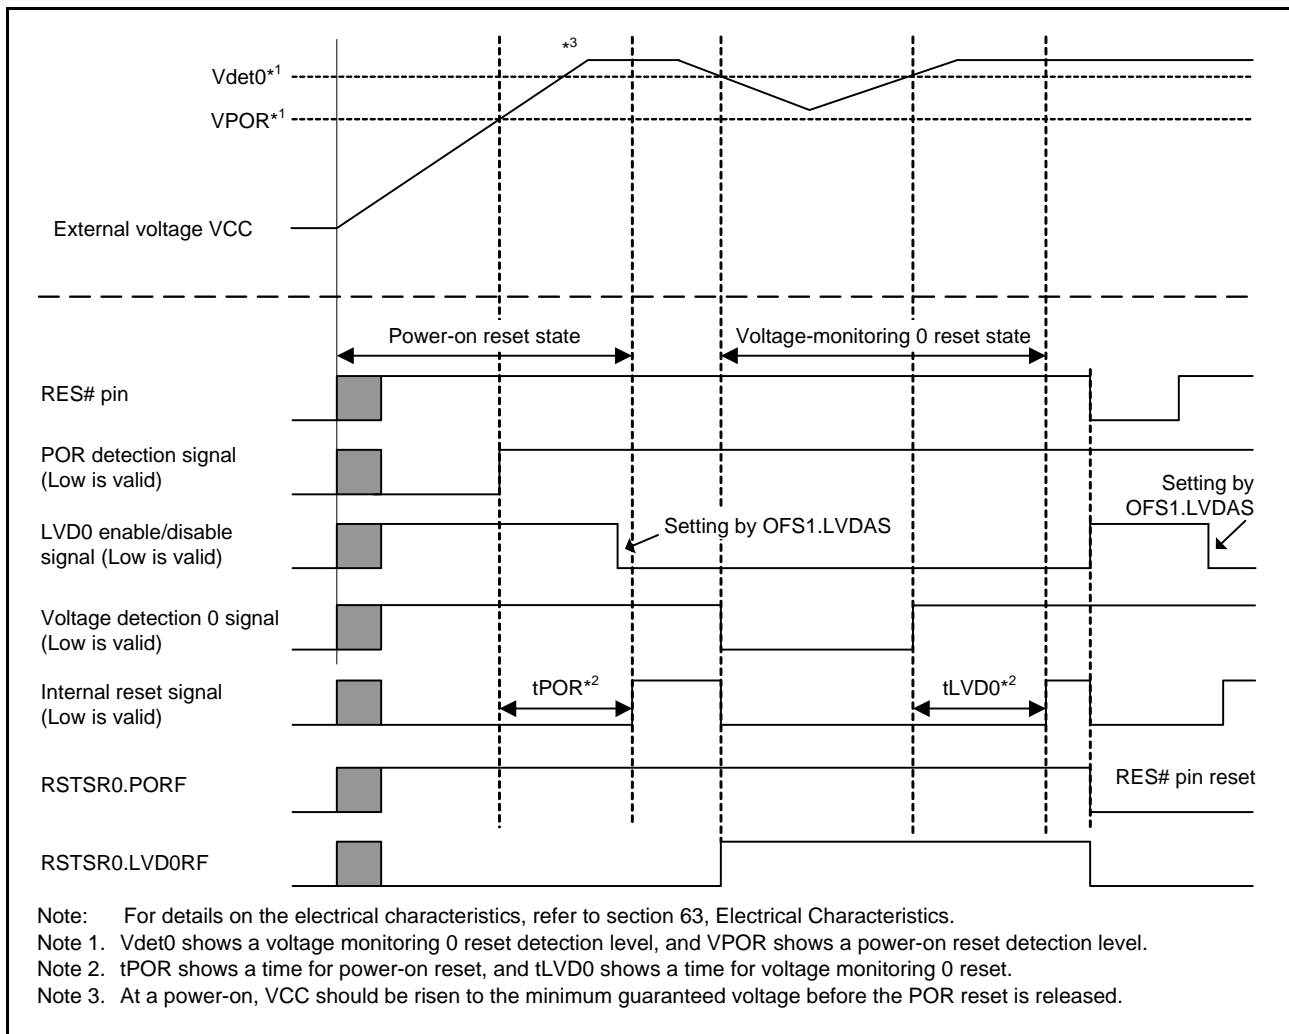 *3
Vdet0*1
VPOR*1
External voltage VCC
Power-on reset state
Voltage-monitoring 0 reset state
RES# pin
POR detection signal
(Low is valid)
Setting by
OFS1.LVDAS
LVD0 enable/disable
signal (Low is valid)
Setting by OFS1.LVDAS
Voltage detection 0 signal
(Low is valid)
Internal reset signal
(Low is valid)
tPOR*2
tLVD0*2
RSTSR0.PORF
RES# pin reset
RSTSR0.LVD0RF
Note: For details on the electrical characteristics, refer to section 63, Electrical Characteristics.
Note 1. Vdet0 shows a voltage monitoring 0 reset detection level, and VPOR shows a power-on reset detection level.
Note 2. tPOR shows a time for power-on reset, and tLVD0 shows a time for voltage monitoring 0 reset.
Note 3. At a power-on, VCC should be risen to the minimum guaranteed voltage before the POR reset is released.